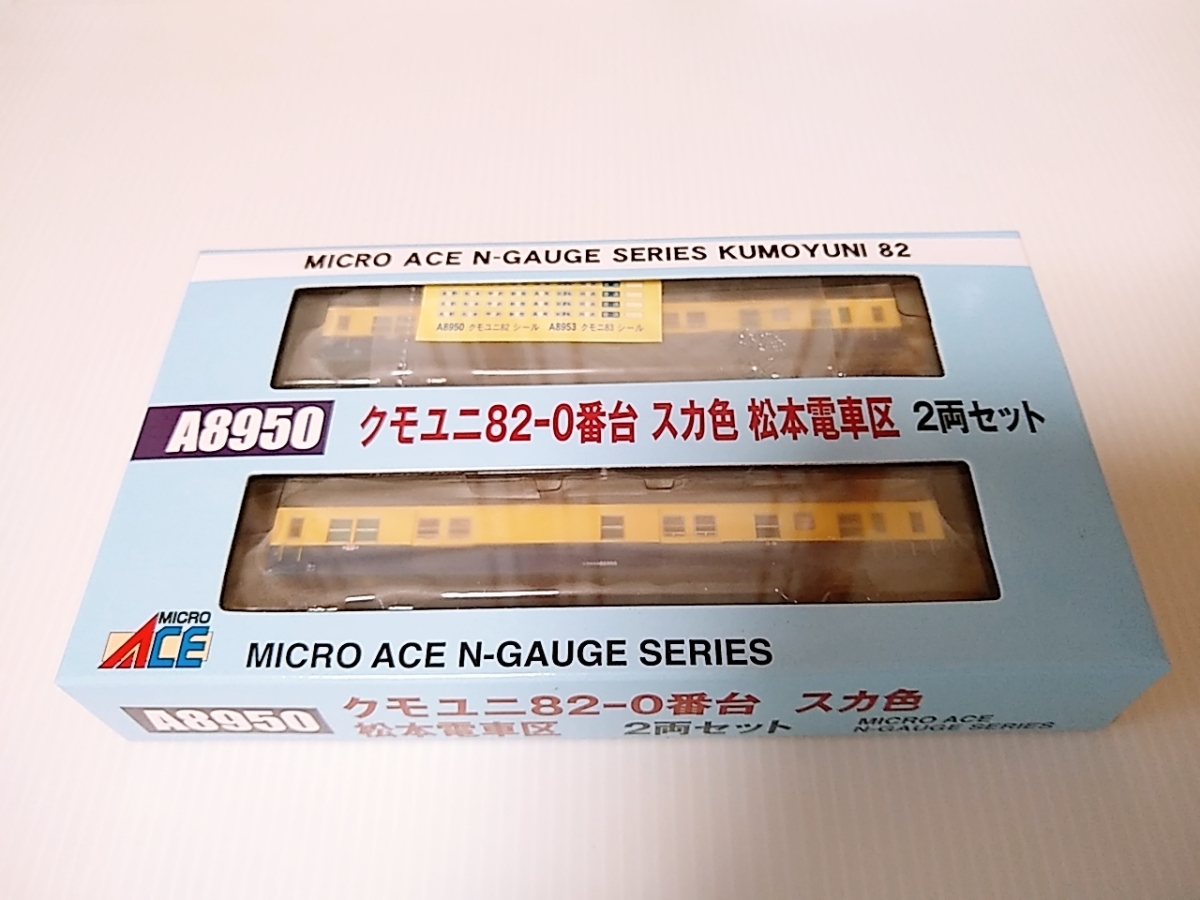 MICRO ACE N-GAUGE SERIES KUMOYUNI 82
A8950 クモユニ82 シール A8953 クモニ83 シール
A8950 クモユニ82-0番台 スカ色 松本電車区 2両セット
MICRO ACE
MICRO ACE N-GAUGE SERIES
A8950 クモユニ82-0番台 スカ色
松本電車区 2両セット
MICRO ACE
N-GAUGE SERIES